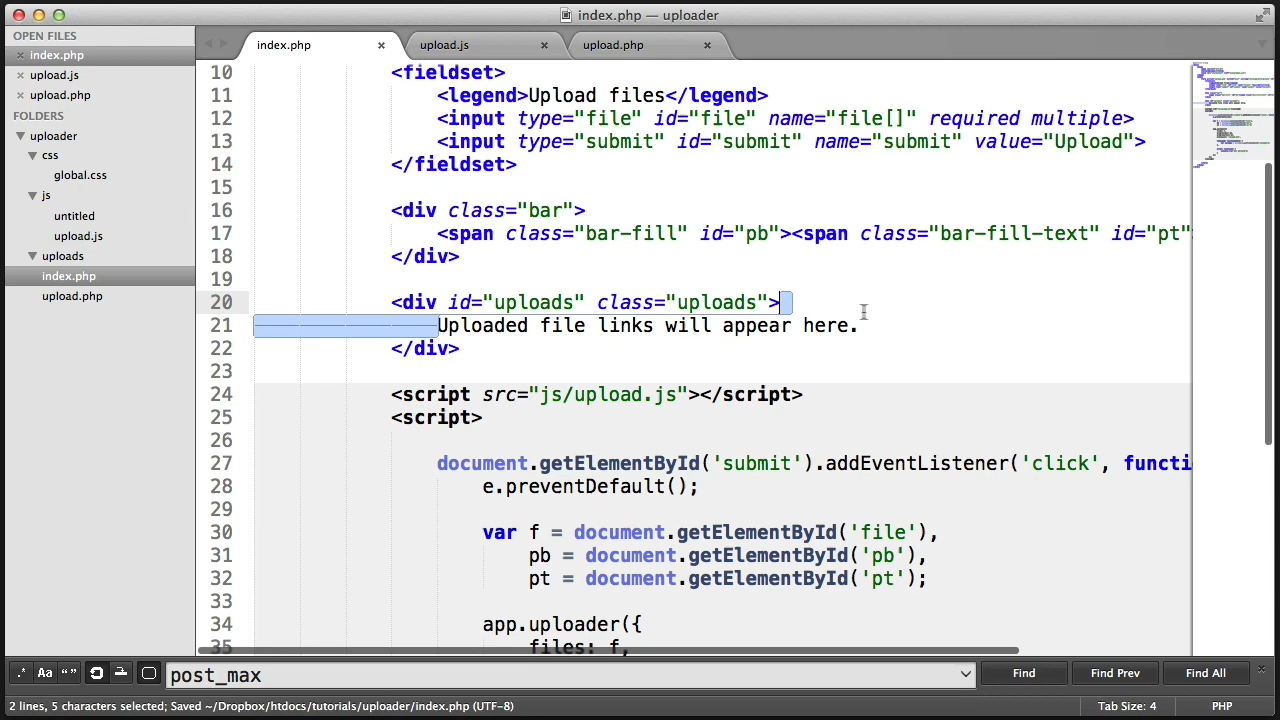 index.php — uploader
OPEN FILES
index.php
upload.js
upload.php
FOLDERS
uploader
css
global.css
js
untitled
upload.js
uploads
index.php
upload.php
index.php
upload.js
upload.php
10 <fieldset>
11 <legend>Upload files</legend>
12 <input type="file" id="file" name="file[]" required multiple>
13 <input type="submit" id="submit" name="submit" value="Upload">
14 </fieldset>
15
16 <div class="bar">
17 <span class="bar-fill" id="pb"><span class="bar-fill-text" id="pt"
18 </div>
19
20 <div id="uploads" class="uploads">
21 Uploaded file links will appear here.
22 </div>
23
24 <script src="js/upload.js"></script>
25 <script>
26
27 document.getElementById('submit').addEventListener('click', functi
28 e.preventDefault();
29
30 var f = document.getElementById('file'),
31 pb = document.getElementById('pb'),
32 pt = document.getElementById('pt');
33
34 app.uploader({
35 files: f,
.* Aa “ ”
post_max
Find
Find Prev
Find All
2 lines, 5 characters selected; Saved ~/Dropbox/htdocs/tutorials/uploader/index.php (UTF-8)
Tab Size: 4
PHP